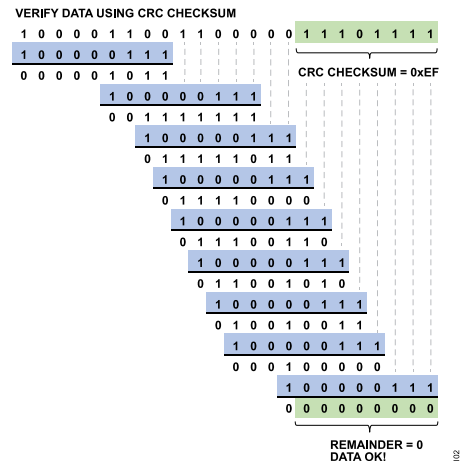 VERIFY DATA USING CRC CHECKSUM
1 0 0 0 0 1 1 0 0 1 1 0 0 0 0 0 1 1 1 0 1 1 1 1
1 0 0 0 0 0 1 1 1
CRC CHECKSUM = 0xEF
0 0 0 0 0 1 0 1 1
1 0 0 0 0 0 1 1 1
0 0 1 1 1 1 1 1 1
1 0 0 0 0 0 1 1 1
0 1 1 1 1 1 0 1 1
1 0 0 0 0 0 1 1 1
0 1 1 1 1 0 0 0 0
1 0 0 0 0 0 1 1 1
0 1 1 1 0 0 1 1 0
1 0 0 0 0 0 1 1 1
0 1 1 0 0 1 0 1 0
1 0 0 0 0 0 1 1 1
0 1 0 0 1 0 0 1 1
1 0 0 0 0 0 1 1 1
0 0 0 1 0 0 0 0 0
1 0 0 0 0 0 1 1 1
0 0 0 0 0 0 0 0 0
REMAINDER = 0
DATA OK!
102